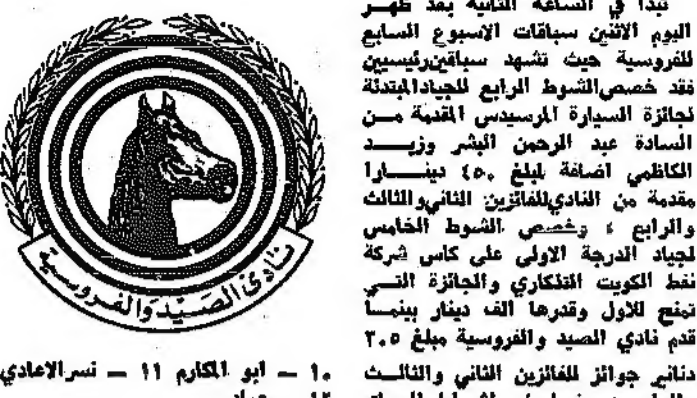 تبدأ في الساعة الثانية بعد ظهر
اليوم الاثنين سباقات الاسبوع السابع
للفروسية حيث تشهد سباقين رئيسيين
فقد خصص الشوط الرابع للجياد المبتدئة
لجائزة السيارة المرسيدس المقدمة من
السادة عبد الرحمن البشر وزيد
الكاظمي اضافة لمبلغ ٤٥٠ دينارا
مقدمة من النادي للفائزين الثاني والثالث
والرابع ، وخصص الشوط الخامس
لجياد الدرجة الاولى على كاس شركة
نفط الكويت التذكاري والجائزة التي
تمنح للاول وقدرها الف دينار بينما
قدم نادي الصيد والفروسية مبلغ ٣٠٥
دنانير جوائز للفائزين الثاني والثالث
نادي الصيد والفروسية
١٠ — ابو المكارم ١١ — نسر الاعادي